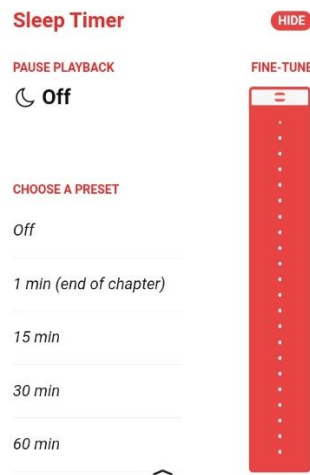 Sleep Timer
HIDE
PAUSE PLAYBACK
FINE-TUNE
Off
CHOOSE A PRESET
Off
1 min (end of chapter)
15 min
30 min
60 min